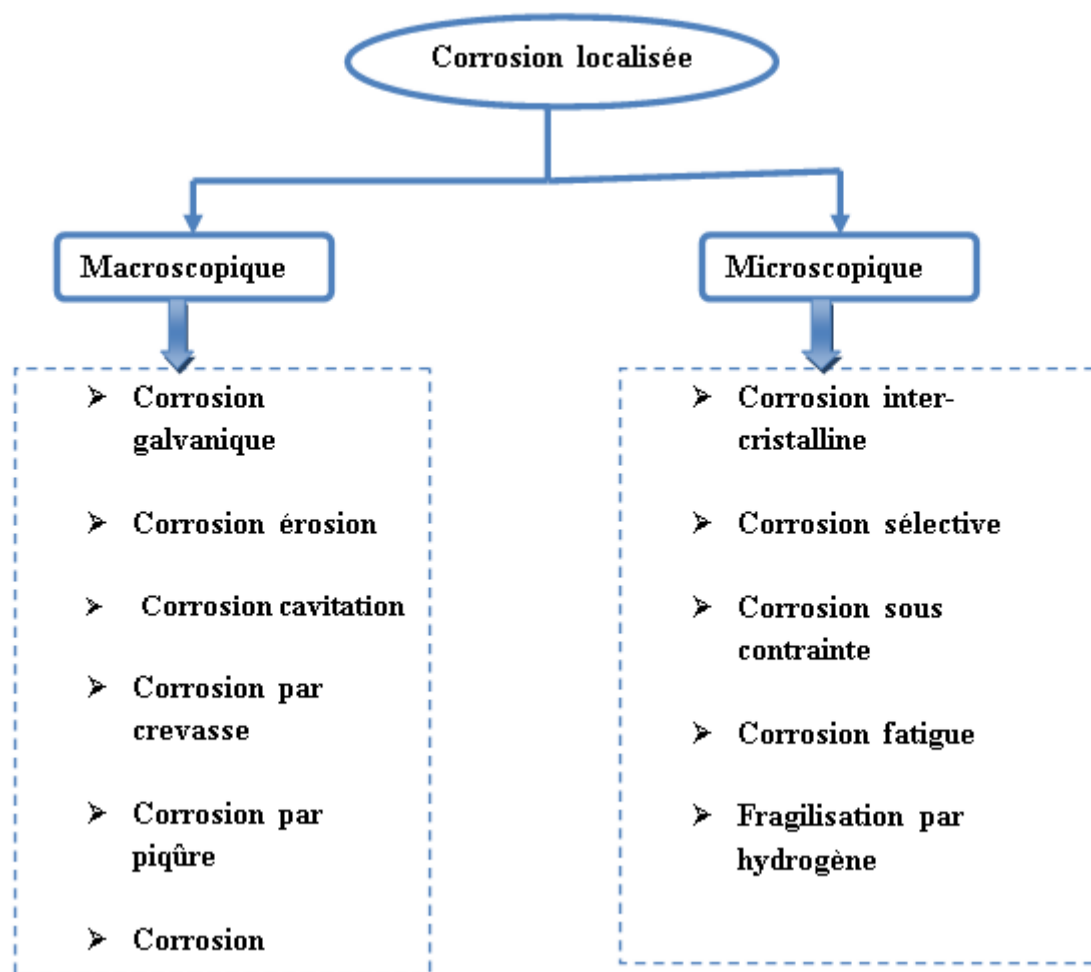 Corrosion localisée
Macroscopique
Microscopique
➢ Corrosion
galvanique
➢ Corrosion érosion
➢ Corrosion cavitation
➢ Corrosion par
crevasse
➢ Corrosion par
piqûre
➢ Corrosion
➢ Corrosion inter-
cristalline
➢ Corrosion sélective
➢ Corrosion sous
contrainte
➢ Corrosion fatigue
➢ Fragilisation par
hydrogène